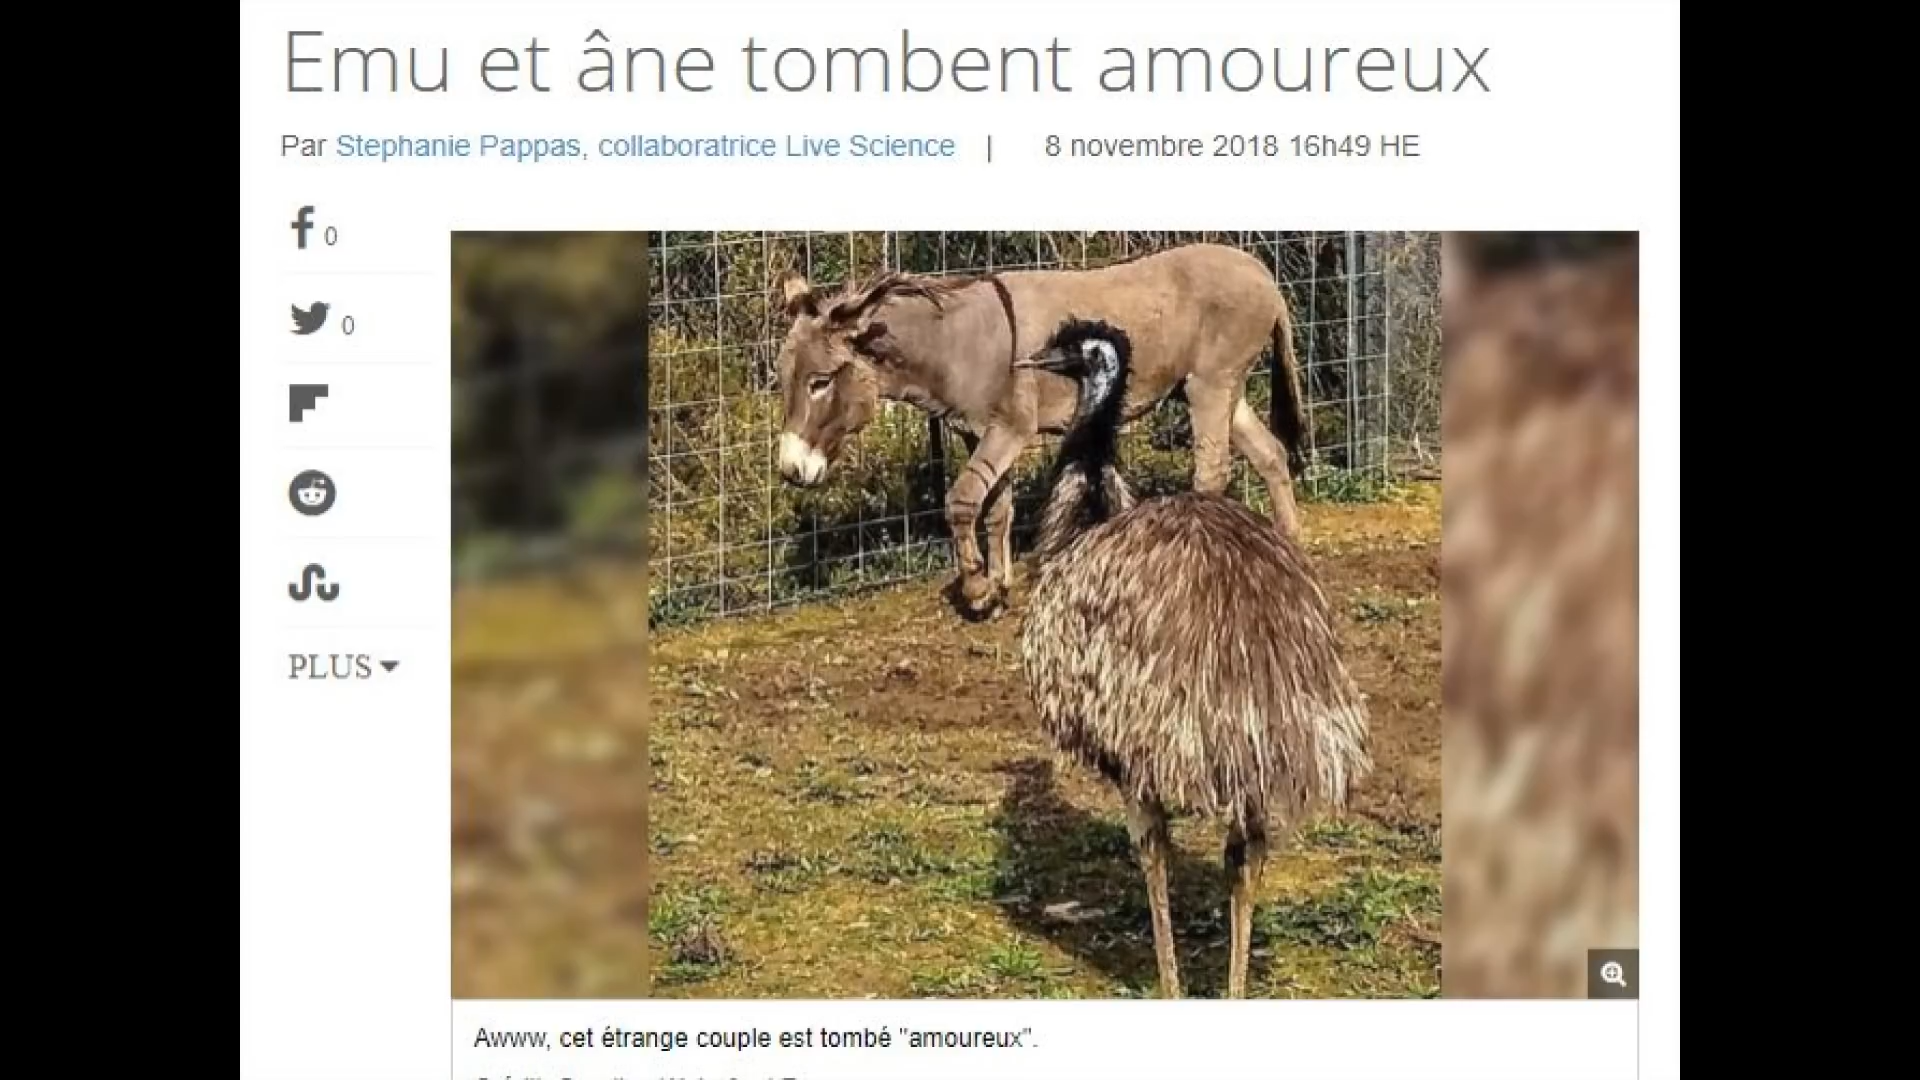 Emu et âne tombent amoureux
Par Stephanie Pappas, collaboratrice Live Science | 8 novembre 2018 16h49 HE
0
0
PLUS
Awww, cet étrange couple est tombé "amoureux".